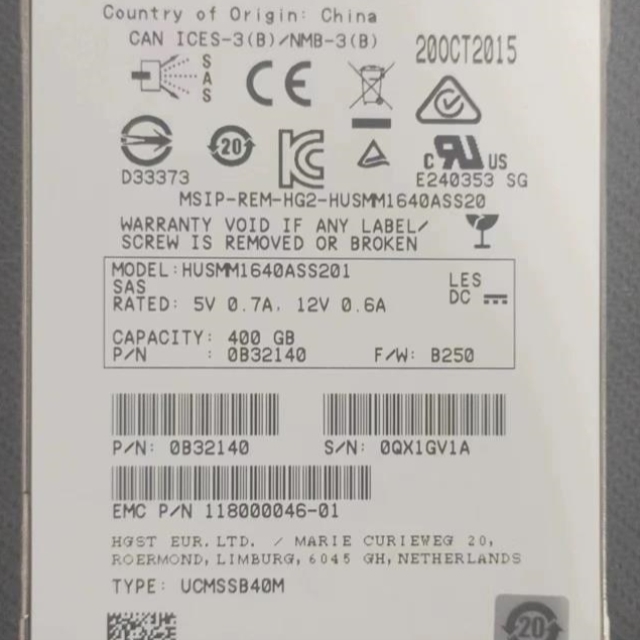 Country of Origin: China
CAN ICES-3(B)/NMB-3(B)
20OCT2015
SAS
CE
D33373
20
KC
c RU US
E240353 SG
MSIP-REM-HG2-HUSMM1640ASS20
WARRANTY VOID IF ANY LABEL/
SCREW IS REMOVED OR BROKEN
MODEL:HUSMM1640ASS201
SAS
LES
DC
RATED: 5V 0.7A, 12V 0.6A
CAPACITY: 400 GB
P/N : 0B32140 F/W: B250
P/N: 0B32140 S/N: 0QX1GV1A
EMC P/N 118000046-01
HGST EUR.LTD. / MARIE CURIEWEG 20,
ROERMOND, LIMBURG, 6045 GH, NETHERLANDS
TYPE: UCMSSB40M
20